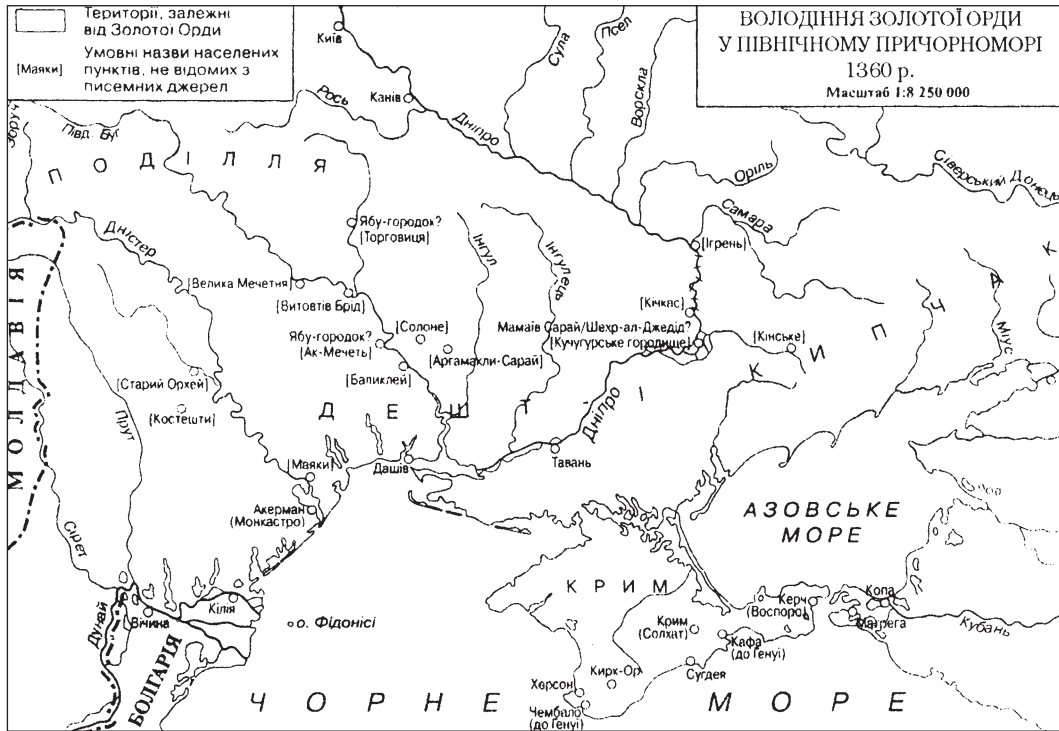 Території, залежні
від Золотої Орди
[Маяки]
Умовні назви населених
пунктів, не відомих з
писемних джерел
ВОЛОДІННЯ ЗОЛОТОЇ ОРДИ
У ПІВНІЧНОМУ ПРИЧОРНОМОРІ
1360 р.
Масштаб 1:8 250 000
Київ
Сула
Псел
Ворскла
Канів
Рось
Дніпро
Півд. Буг
ПОДІЛЛЯ
Оріль
Сіверський Донець
Самара
Дністер
Ябу-городок?
[Торговиця]
Інгул
Інгулець
[Ігрень]
МОЛДАВІЯ
[Велика Мечетня]
[Витовтів Брід]
[Кічкас]
Ябу-городок?
[Ак-Мечеть]
[Солоне]
Мамаїв Сарай/Шехр-ал-Джедід?
[Кучугурське городище]
[Кінське]
Міус
[Аргамакли-Сарай]
[Баликлей]
[Старий Орхей]
[Костешти]
Прут
ДЕШТ-І КИПЧАК
Дніпро
[Маяки]
Дашів
Тавань
Акерман
(Монкастро)
АЗОВСЬКЕ
МОРЕ
Сірет
КРИМ
Кілія
Вічина
Дунай
о. Фідонісі
Керч
(Воспоро)
Копа
Матрега
Кубань
Крим
(Солхат)
Кафа
(до Генуї)
БОЛГАРІЯ
Кирк-Ор
Сугдея
Херсон
Чембало
(до Генуї)
ЧОРНЕ МОРЕ